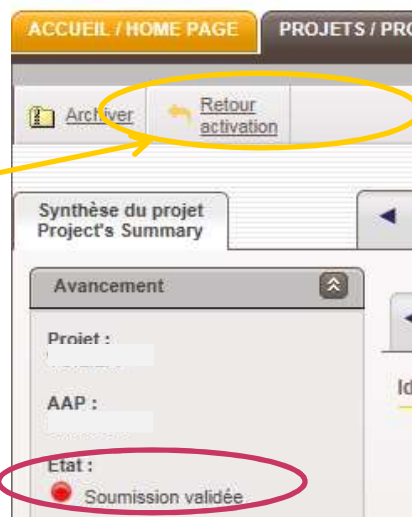 ACCUEIL / HOME PAGE
PROJETS / PRO
Archiver
Retour
activation
Synthèse du projet
Project's Summary
Avancement
Projet :
AAP :
Id
Etat :
Soumission validée